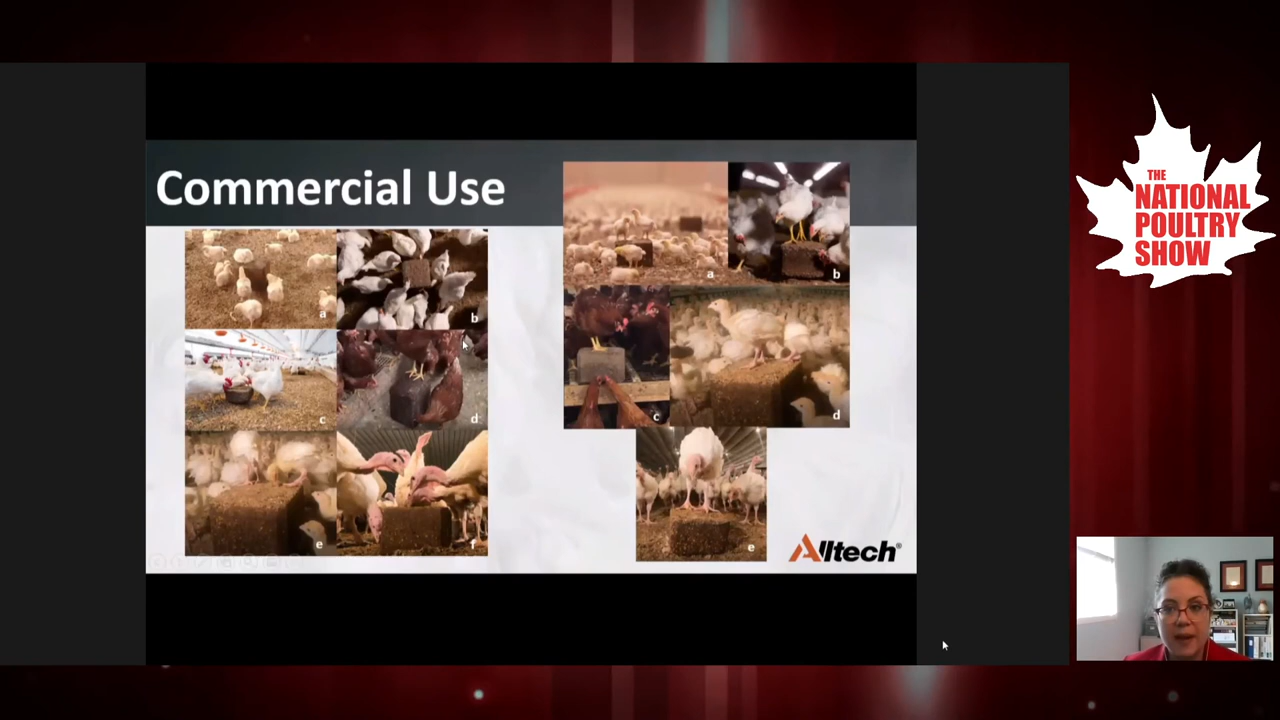 Commercial Use
a
b
c
d
e
f
a
b
c
d
e
Alltech®
THE
NATIONAL
POULTRY
SHOW